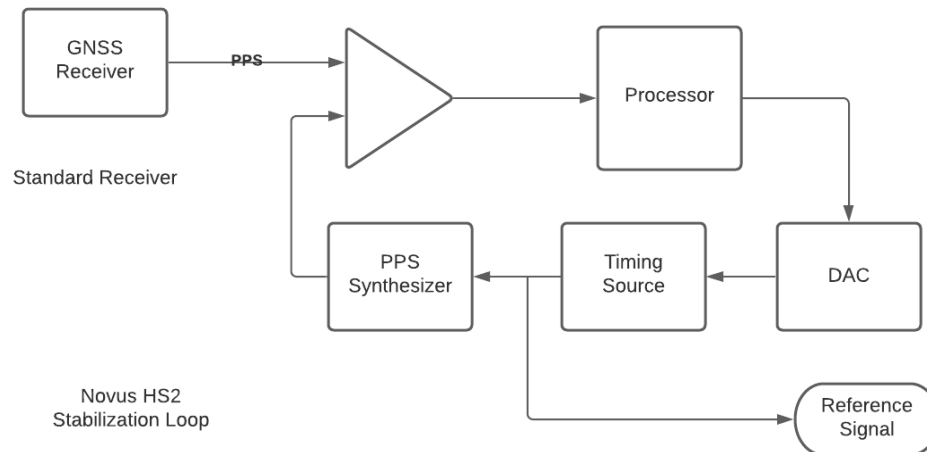 GNSS
Receiver
PPS
Processor
Standard Receiver
PPS
Synthesizer
Timing
Source
DAC
Novus HS2
Stabilization Loop
Reference
Signal